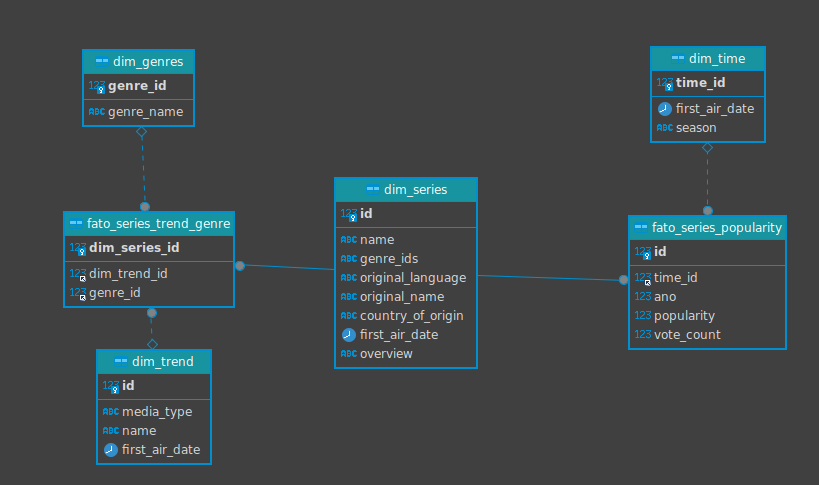 dim_genres
123 genre_id
ABC genre_name
dim_time
123 time_id
first_air_date
ABC season
dim_series
123 id
ABC name
ABC genre_ids
ABC original_language
ABC original_name
ABC country_of_origin
first_air_date
ABC overview
fato_series_trend_genre
123 dim_series_id
123 dim_trend_id
123 genre_id
fato_series_popularity
123 id
123 time_id
123 ano
123 popularity
123 vote_count
dim_trend
123 id
ABC media_type
ABC name
first_air_date